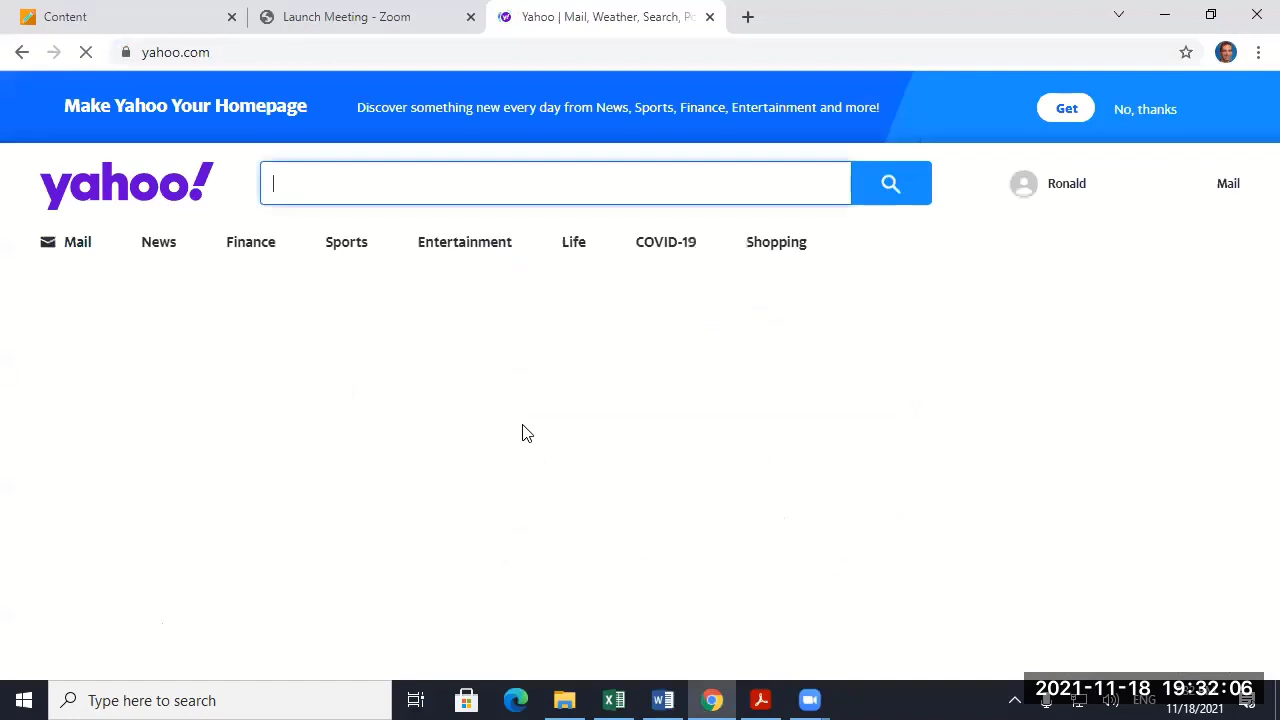 Content
Launch Meeting - Zoom
Yahoo | Mail, Weather, Search, Po
yahoo.com
Make Yahoo Your Homepage
Discover something new every day from News, Sports, Finance, Entertainment and more!
Get
No, thanks
yahoo!
Ronald
Mail
Mail
News
Finance
Sports
Entertainment
Life
COVID-19
Shopping
Type here to search
2021-11-18 19:32:06
ENG
11/18/2021